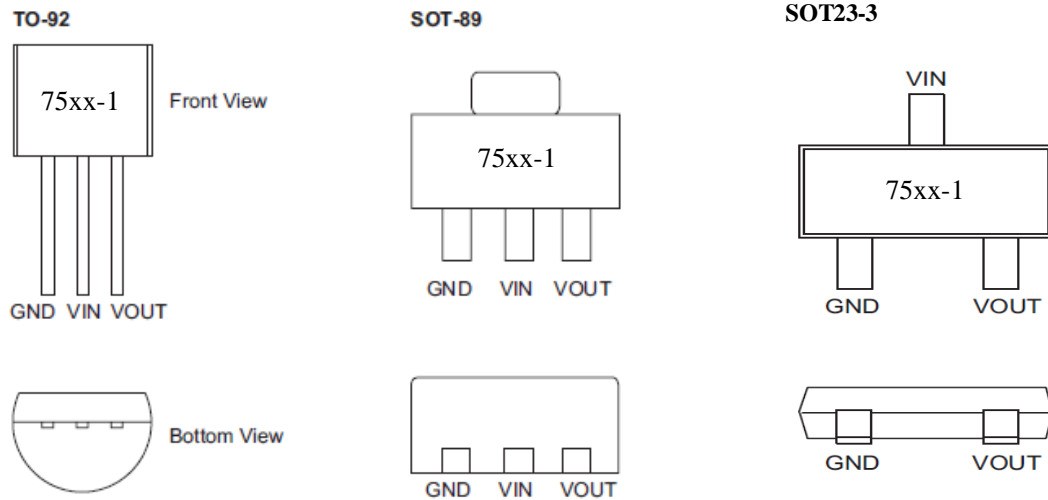 TO-92
SOT-89
SOT23-3
75xx-1
Front View
75xx-1
VIN
75xx-1
GND VIN VOUT
GND VIN VOUT
GND VOUT
Bottom View
GND VIN VOUT
GND VOUT